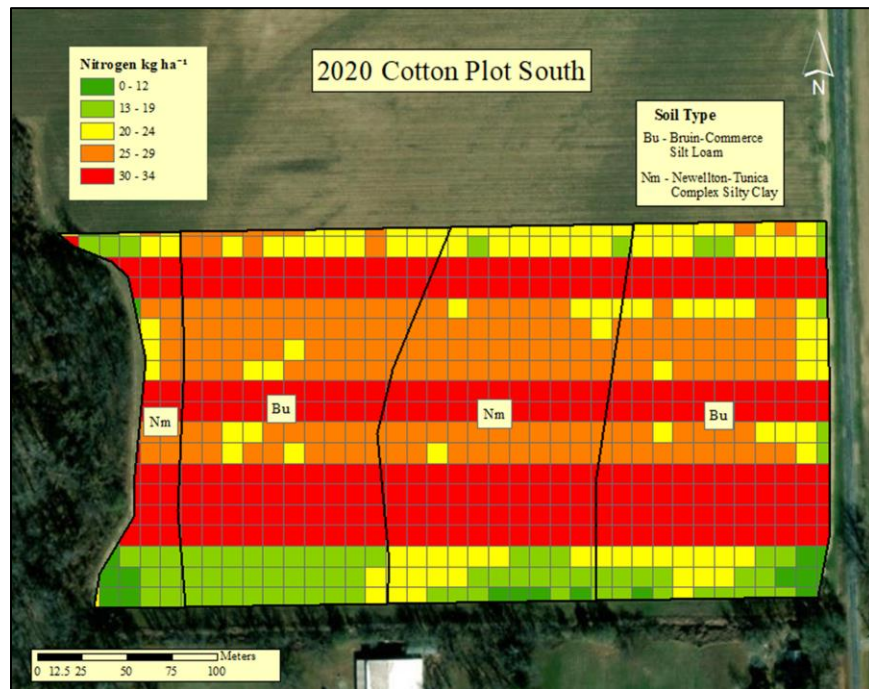 2020 Cotton Plot South
Nitrogen kg ha⁻¹
0 - 12
13 - 19
20 - 24
25 - 29
30 - 34
N
Soil Type
Bu - Bruin-Commerce
Silt Loam
Nm - Newellton-Tunica
Complex Silty Clay
Nm
Bu
Nm
Bu
Meters
0 12.5 25 50 75 100